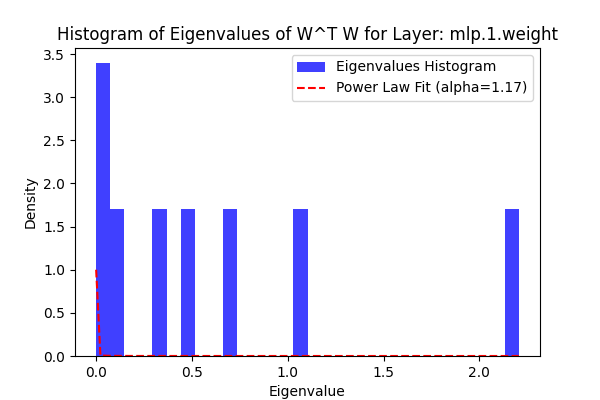 Histogram of Eigenvalues of W^T W for Layer: mlp.1.weight
3.5
3.0
2.5
2.0
1.5
1.0
0.5
0.0
Density
Eigenvalues Histogram
Power Law Fit (alpha=1.17)
0.0 0.5 1.0 1.5 2.0
Eigenvalue